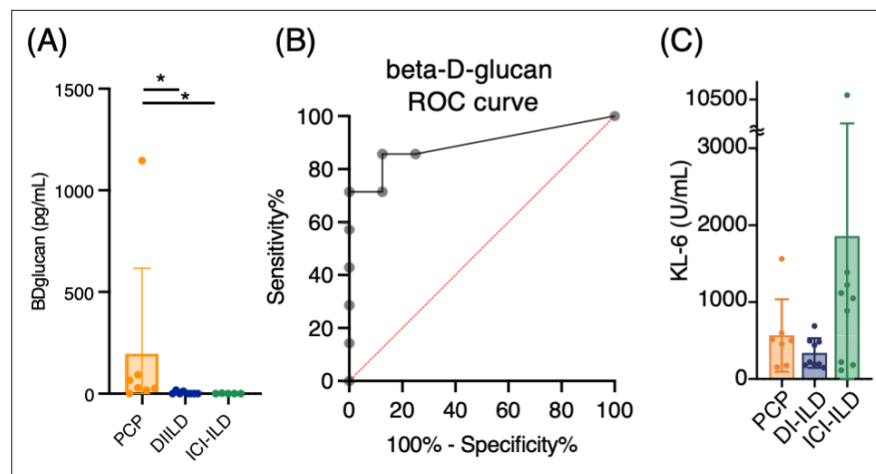 (A)
*
*
1500
1000
500
0
BDglucan (pg/mL)
PCP
DIILD
ICI-ILD
(B)
beta-D-glucan
ROC curve
100
80
60
40
20
0
Sensitivity%
0 20 40 60 80 100
100% - Specificity%
(C)
10500
3000
2000
1000
0
KL-6 (U/mL)
PCP
DI-ILD
ICI-ILD